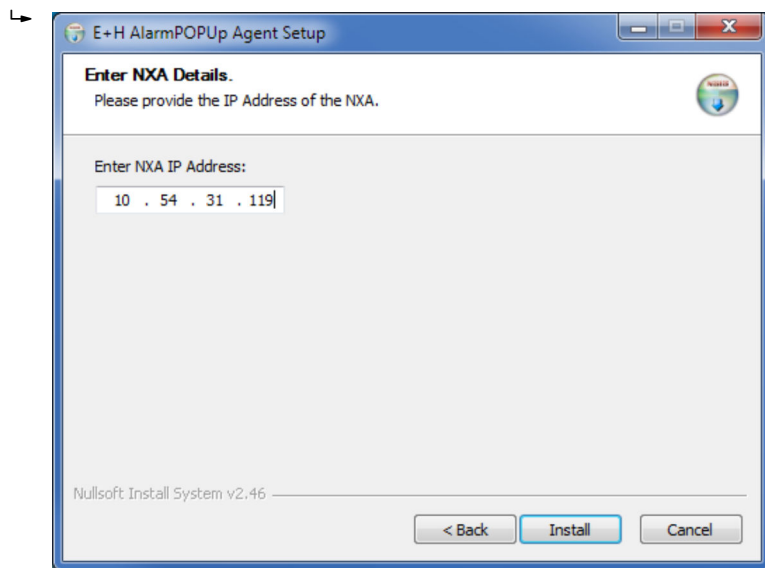 E+H AlarmPOPUp Agent Setup
Enter NXA Details.
Please provide the IP Address of the NXA.
Enter NXA IP Address:
10 . 54 . 31 . 119
Nullsoft Install System v2.46
< Back Install Cancel